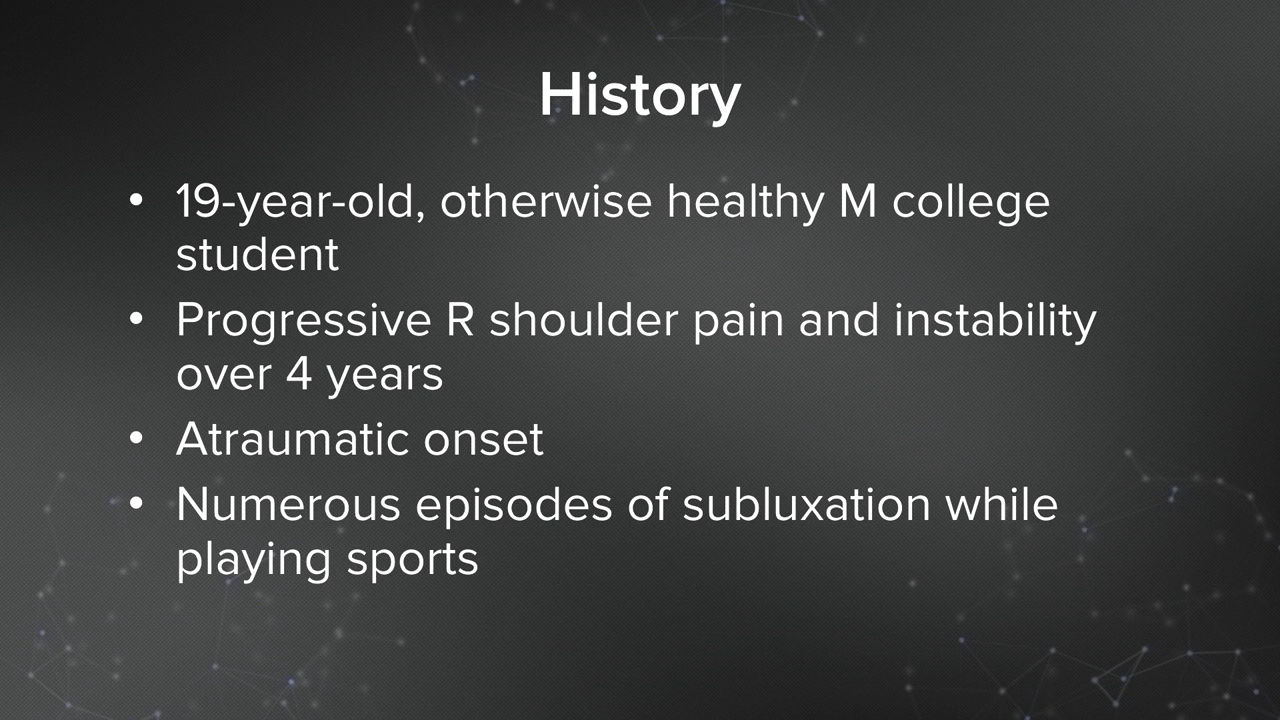 History
• 19-year-old, otherwise healthy M college
student
• Progressive R shoulder pain and instability
over 4 years
• Atraumatic onset
• Numerous episodes of subluxation while
playing sports